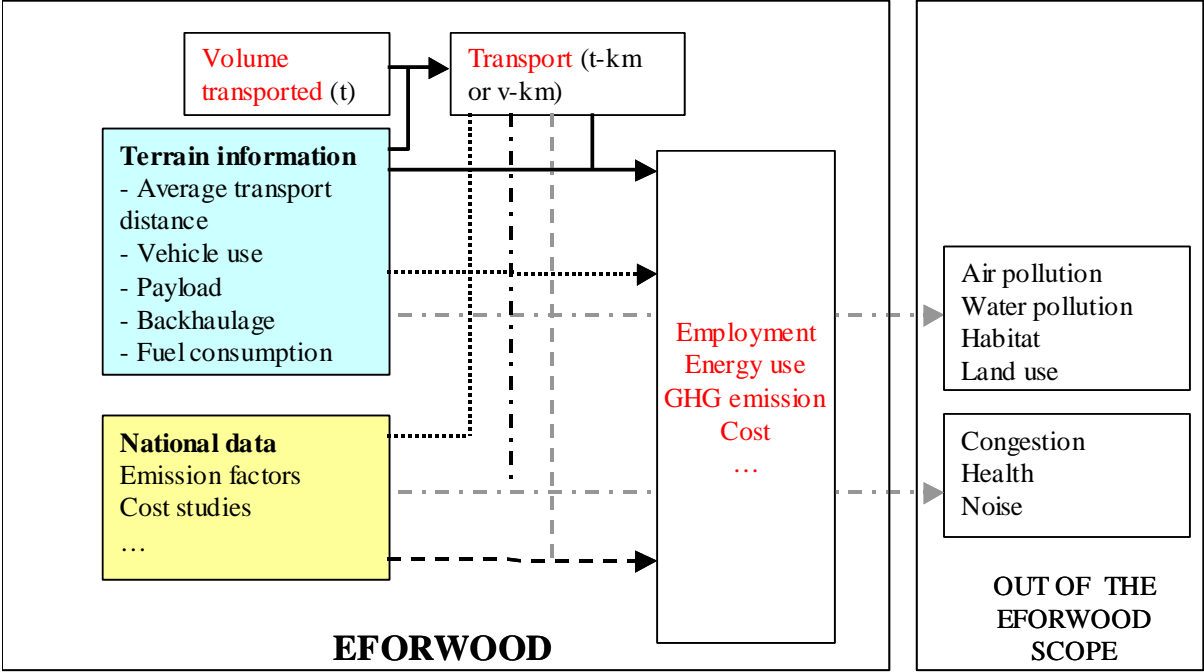 Volume
transported (t)
Transport (t-km
or v-km)
Terrain information
- Average transport
distance
- Vehicle use
- Payload
- Backhaulage
- Fuel consumption
National data
Emission factors
Cost studies
…
Employment
Energy use
GHG emission
Cost
…
EFORWOOD
Air pollution
Water pollution
Habitat
Land use
Congestion
Health
Noise
OUT OF THE
EFORWOOD
SCOPE